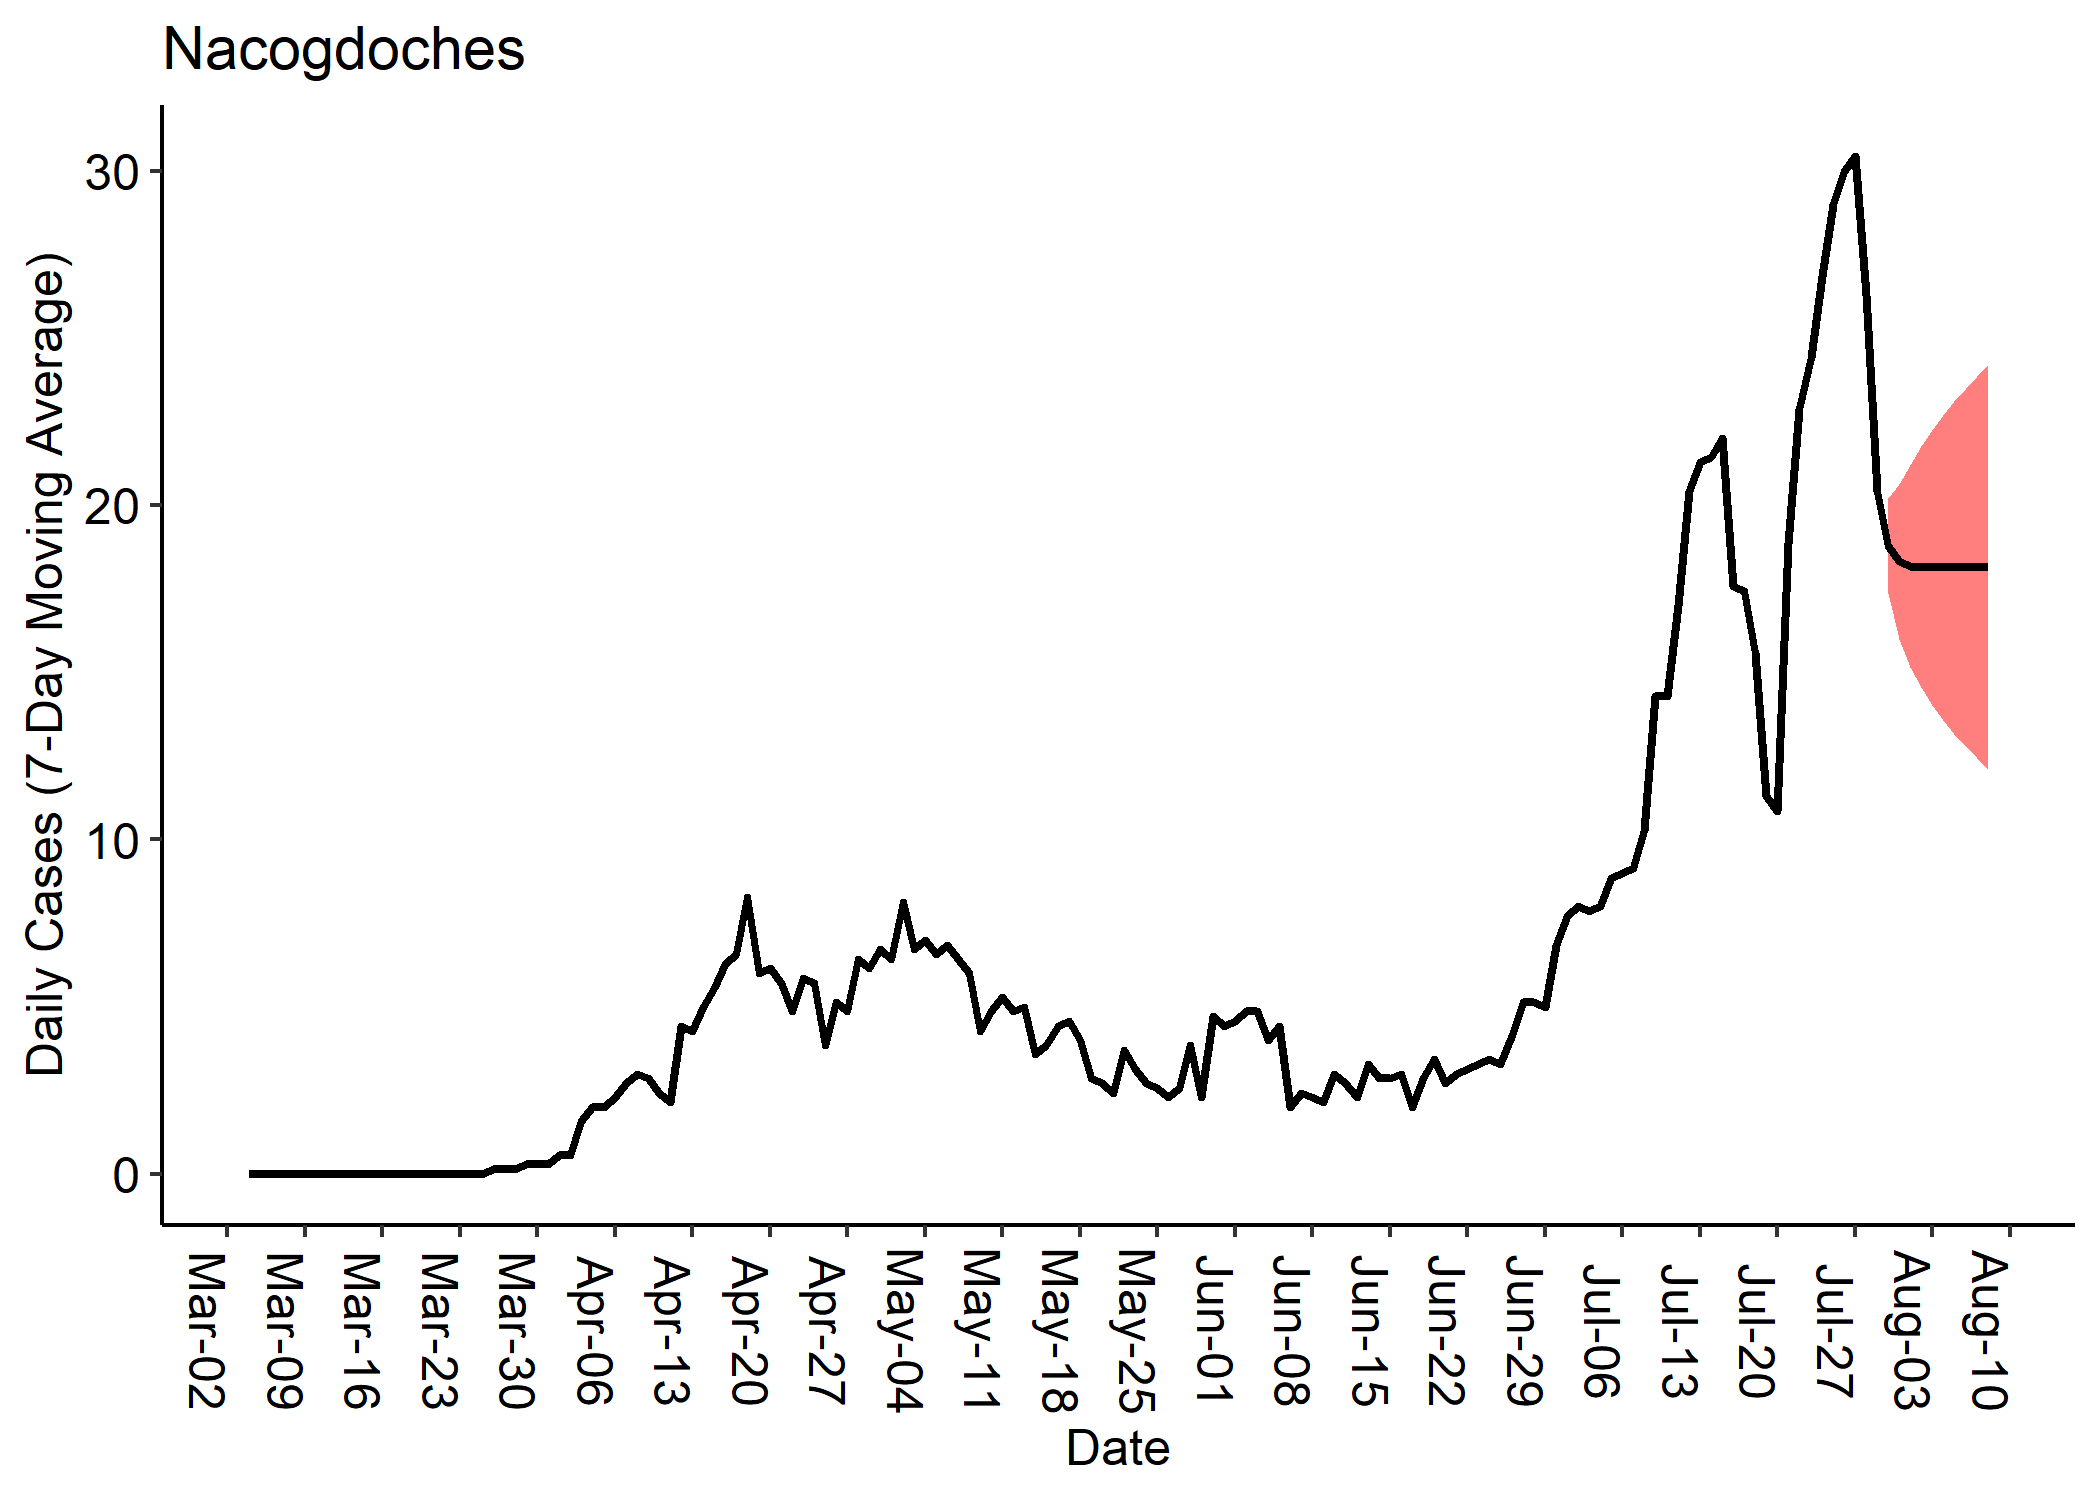 Nacogdoches
Daily Cases (7-Day Moving Average)
30
20
10
0
Mar-02
Mar-09
Mar-16
Mar-23
Mar-30
Apr-06
Apr-13
Apr-20
Apr-27
May-04
May-11
May-18
May-25
Jun-01
Jun-08
Jun-15
Jun-22
Jun-29
Jul-06
Jul-13
Jul-20
Jul-27
Aug-03
Aug-10
Date